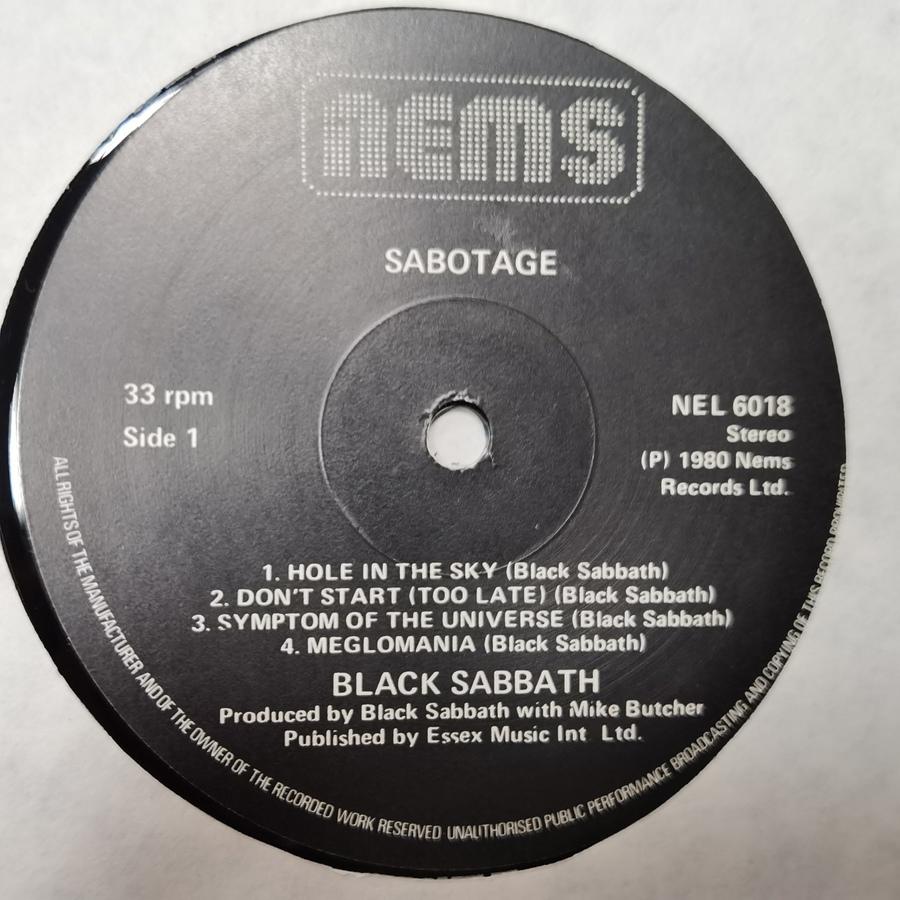 nems
SABOTAGE
33 rpm
Side 1
NEL 6018
Stereo
(P) 1980 Nems
Records Ltd.
1. HOLE IN THE SKY (Black Sabbath)
2. DON'T START (TOO LATE) (Black Sabbath)
3. SYMPTOM OF THE UNIVERSE (Black Sabbath)
4. MEGLOMANIA (Black Sabbath)
BLACK SABBATH
Produced by Black Sabbath with Mike Butcher
Published by Essex Music Int. Ltd.
ALL RIGHTS OF THE MANUFACTURER AND OF THE OWNER OF THE RECORDED WORK RESERVED UNAUTHORISED PUBLIC PERFORMANCE BROADCASTING AND COPYING OF THIS RECORD PROHIBITED